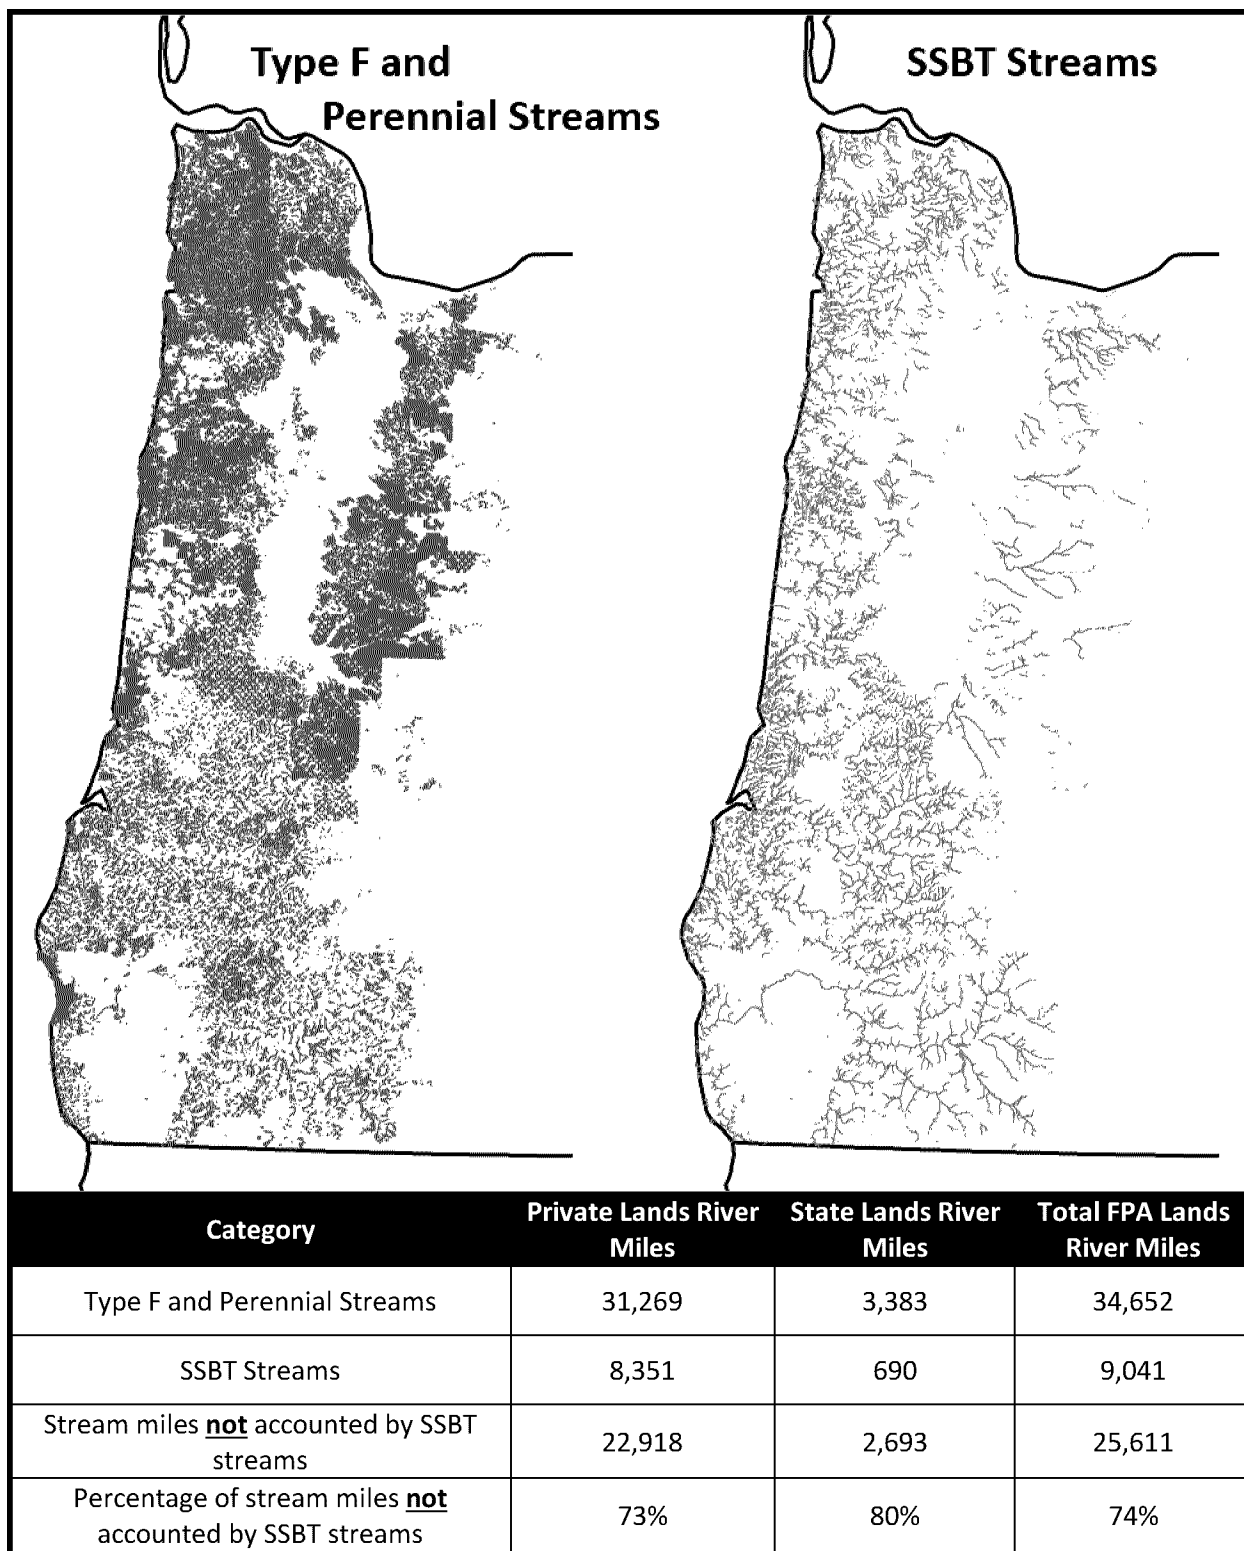 Type F and
Perennial Streams
SSBT Streams
Category
Private Lands River
Miles
State Lands River
Miles
Total FPA Lands
River Miles
Type F and Perennial Streams
31,269
3,383
34,652
SSBT Streams
8,351
690
9,041
Stream miles not accounted by SSBT
streams
22,918
2,693
25,611
Percentage of stream miles not
accounted by SSBT streams
73%
80%
74%